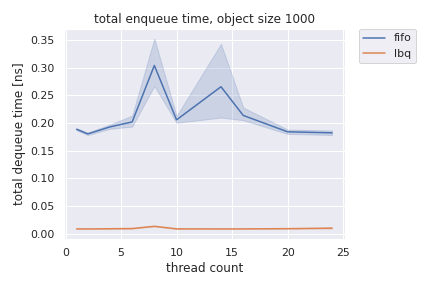 total enqueue time, object size 1000
fifo
lbq
total dequeue time [ns]
0.35
0.30
0.25
0.20
0.15
0.10
0.05
0.00
0 5 10 15 20 25
thread count